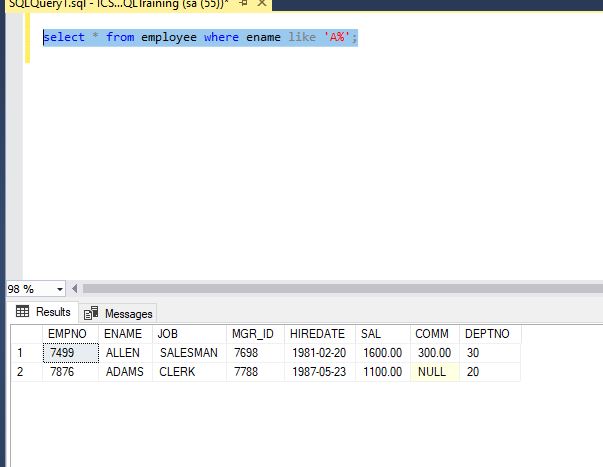 SQLQuery1.sql - ICS...QLTraining (sa (55))*
select * from employee where ename like 'A%';
98 %
Results Messages
EMPNO ENAME JOB MGR_ID HIREDATE SAL COMM DEPTNO
1 7499 ALLEN SALESMAN 7698 1981-02-20 1600.00 300.00 30
2 7876 ADAMS CLERK 7788 1987-05-23 1100.00 NULL 20